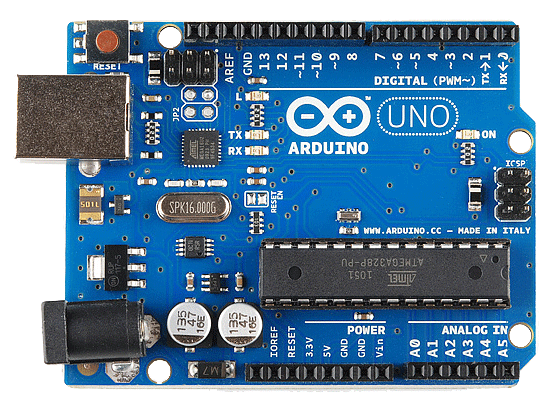 RESET
AREF
GND
13
12
~11
~10
~9
8
7
~6
~5
4
~3
2
TX→1
RX←0
DIGITAL (PWM~)
JP2
L
TX
RX
™
UNO
ARDUINO
ON
ICSP
RESET
EN
SPK16.000G
WWW.ARDUINO.CC - MADE IN ITALY
1051
ATMEGA328P-PU
ATMEL
135
47
16E
135
47
16E
M7
POWER
ANALOG IN
IOREF
RESET
3.3V
5V
GND
GND
Vin
A0
A1
A2
A3
A4
A5